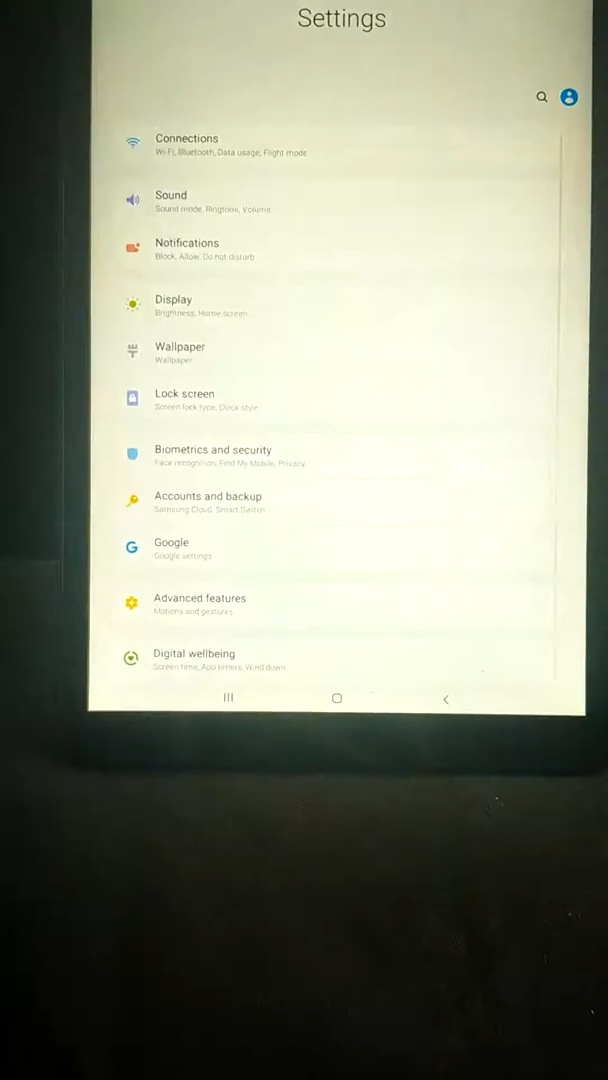 Settings
Connections
Wi-Fi, Bluetooth, Data usage, Flight mode
Sound
Sound mode, Ringtone, Volume
Notifications
Block, Allow, Do not disturb
Display
Brightness, Home screen
Wallpaper
Wallpaper
Lock screen
Screen lock type, Clock style
Biometrics and security
Face recognition, Find My Mobile, Privacy
Accounts and backup
Samsung Cloud, Smart Switch
Google
Google settings
Advanced features
Motions and gestures
Digital wellbeing
Screen time, App timers, Wind down